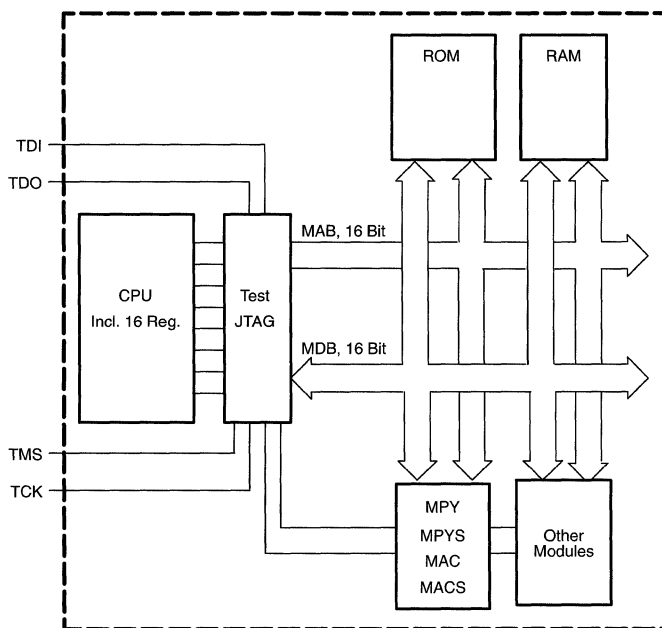 ROM
RAM
TDI
TDO
MAB, 16 Bit
CPU
Incl. 16 Reg.
Test
JTAG
MDB, 16 Bit
TMS
TCK
MPY
MPYS
MAC
MACS
Other
Modules